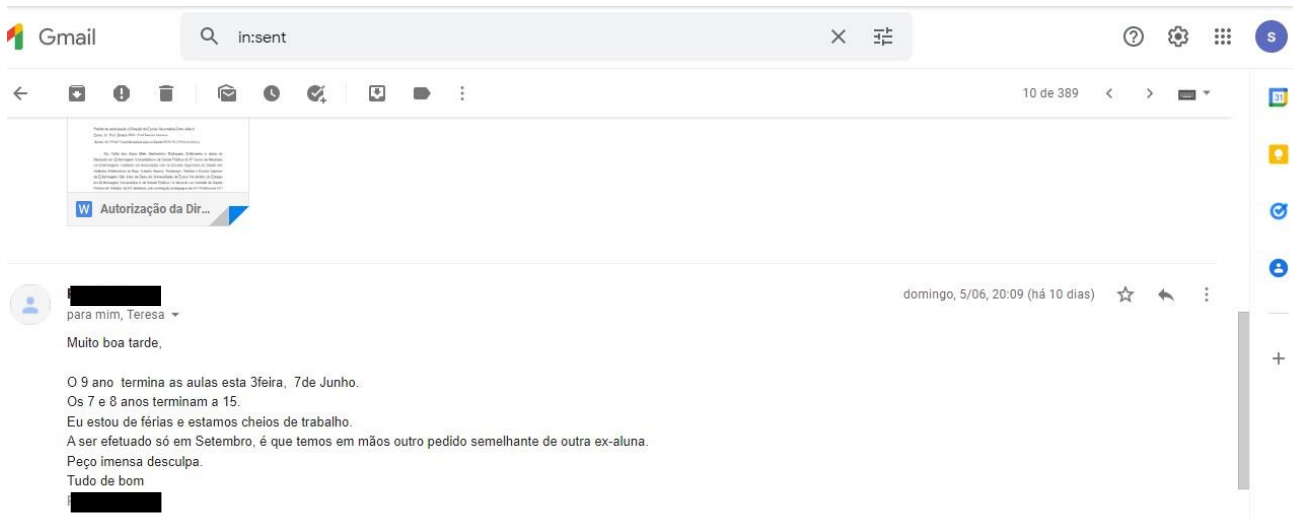 Gmail
in:sent
S
10 de 389
31
W Autorização da Dir...
domingo, 5/06, 20:09 (há 10 dias)
para mim, Teresa
Muito boa tarde,
O 9 ano termina as aulas esta 3feira, 7de Junho.
Os 7 e 8 anos terminam a 15.
Eu estou de férias e estamos cheios de trabalho.
A ser efetuado só em Setembro, é que temos em mãos outro pedido semelhante de outra ex-aluna.
Peço imensa desculpa.
Tudo de bom